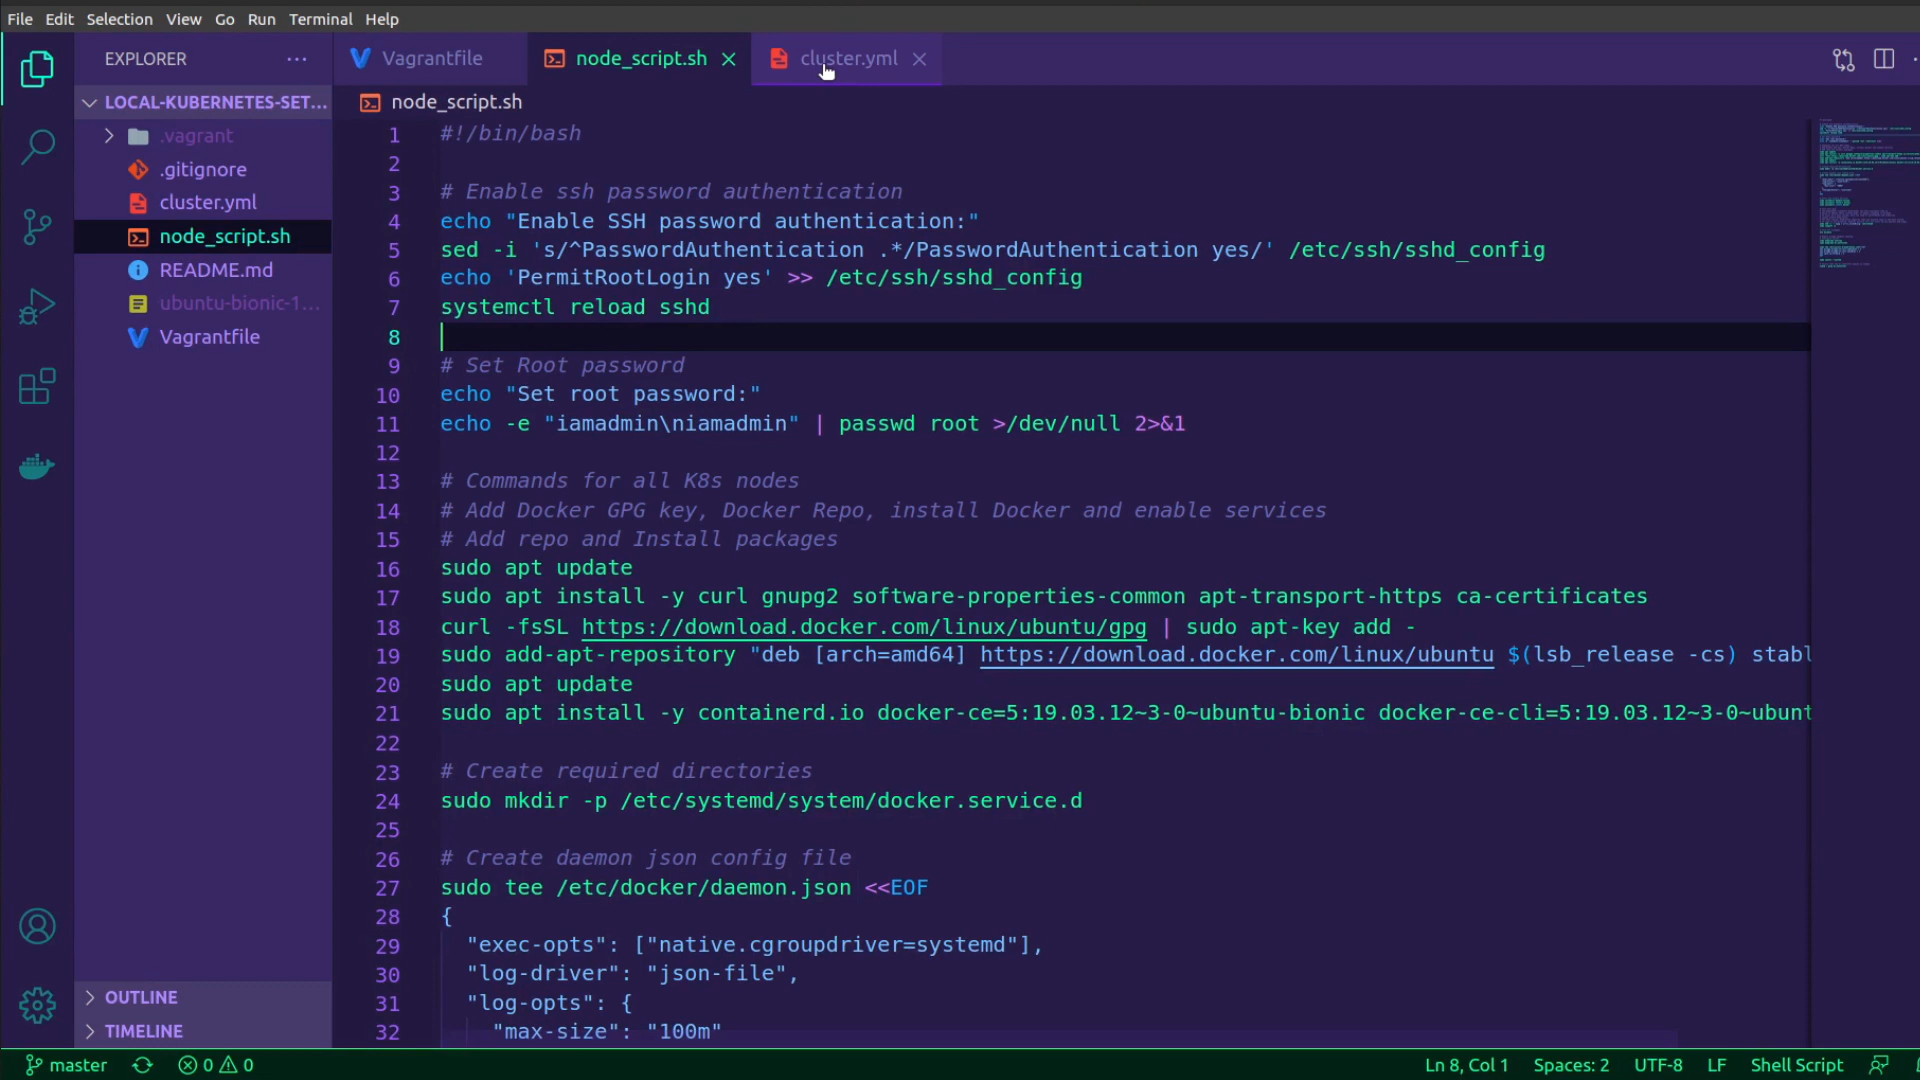 File Edit Selection View Go Run Terminal Help
EXPLORER
Vagrantfile
node_script.sh
cluster.yml
LOCAL-KUBERNETES-SET...
.vagrant
.gitignore
cluster.yml
node_script.sh
README.md
ubuntu-bionic-1...
Vagrantfile
OUTLINE
TIMELINE
node_script.sh
1 #!/bin/bash
2
3 # Enable ssh password authentication
4 echo "Enable SSH password authentication:"
5 sed -i 's/^PasswordAuthentication .*/PasswordAuthentication yes/' /etc/ssh/sshd_config
6 echo 'PermitRootLogin yes' >> /etc/ssh/sshd_config
7 systemctl reload sshd
8
9 # Set Root password
10 echo "Set root password:"
11 echo -e "iamadmin\niamadmin" | passwd root >/dev/null 2>&1
12
13 # Commands for all K8s nodes
14 # Add Docker GPG key, Docker Repo, install Docker and enable services
15 # Add repo and Install packages
16 sudo apt update
17 sudo apt install -y curl gnupg2 software-properties-common apt-transport-https ca-certificates
18 curl -fsSL https://download.docker.com/linux/ubuntu/gpg | sudo apt-key add -
19 sudo add-apt-repository "deb [arch=amd64] https://download.docker.com/linux/ubuntu $(lsb_release -cs) stabl
20 sudo apt update
21 sudo apt install -y containerd.io docker-ce=5:19.03.12~3-0~ubuntu-bionic docker-ce-cli=5:19.03.12~3-0~ubunt
22
23 # Create required directories
24 sudo mkdir -p /etc/systemd/system/docker.service.d
25
26 # Create daemon json config file
27 sudo tee /etc/docker/daemon.json <<EOF
28 {
29 "exec-opts": ["native.cgroupdriver=systemd"],
30 "log-driver": "json-file",
31 "log-opts": {
32 "max-size": "100m"
master 0 0
Ln 8, Col 1 Spaces: 2 UTF-8 LF Shell Script